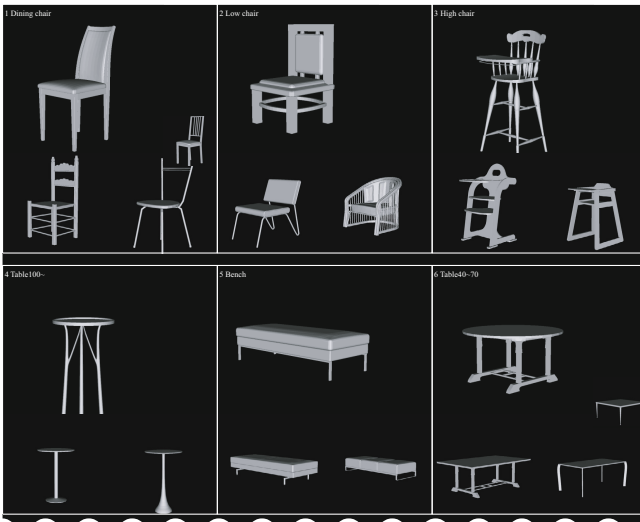 1 Dining chair
2 Low chair
3 High chair
4 Table100~
5 Bench
6 Table40~70